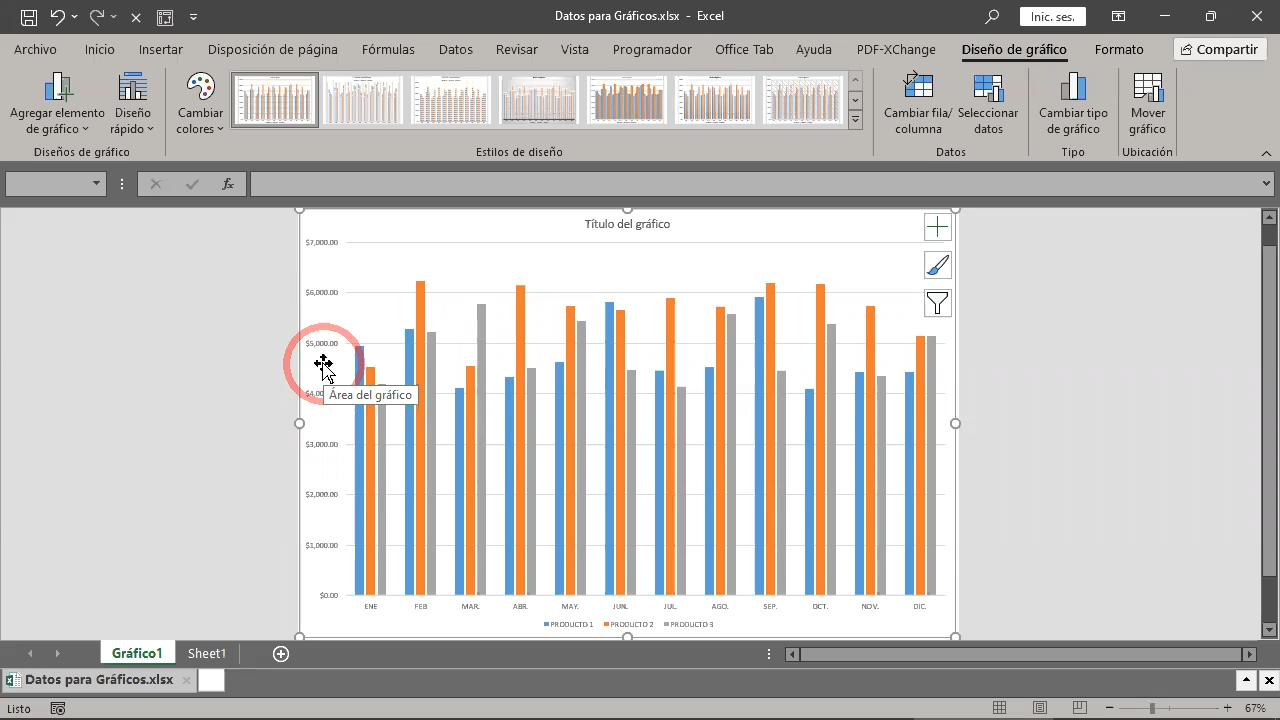 Datos para Gráficos.xlsx - Excel
Inic. ses.
Archivo Inicio Insertar Disposición de página Fórmulas Datos Revisar Vista Programador Office Tab Ayuda PDF-XChange Diseño de gráfico Formato Compartir
Agregar elemento de gráfico
Diseño rápido
Cambiar colores
Cambiar fila/columna
Seleccionar datos
Cambiar tipo de gráfico
Mover gráfico
Diseños de gráfico Estilos de diseño Datos Tipo Ubicación
fx
Título del gráfico
$7,000.00
$6,000.00
$5,000.00
Área del gráfico
$3,000.00
$2,000.00
$1,000.00
$0.00
ENE FEB MAR. ABR. MAY. JUN. JUL. AGO. SEP. OCT. NOV. DIC.
PRODUCTO 1 PRODUCTO 2 PRODUCTO 3
Gráfico1 Sheet1
Datos para Gráficos.xlsx
Listo
67%